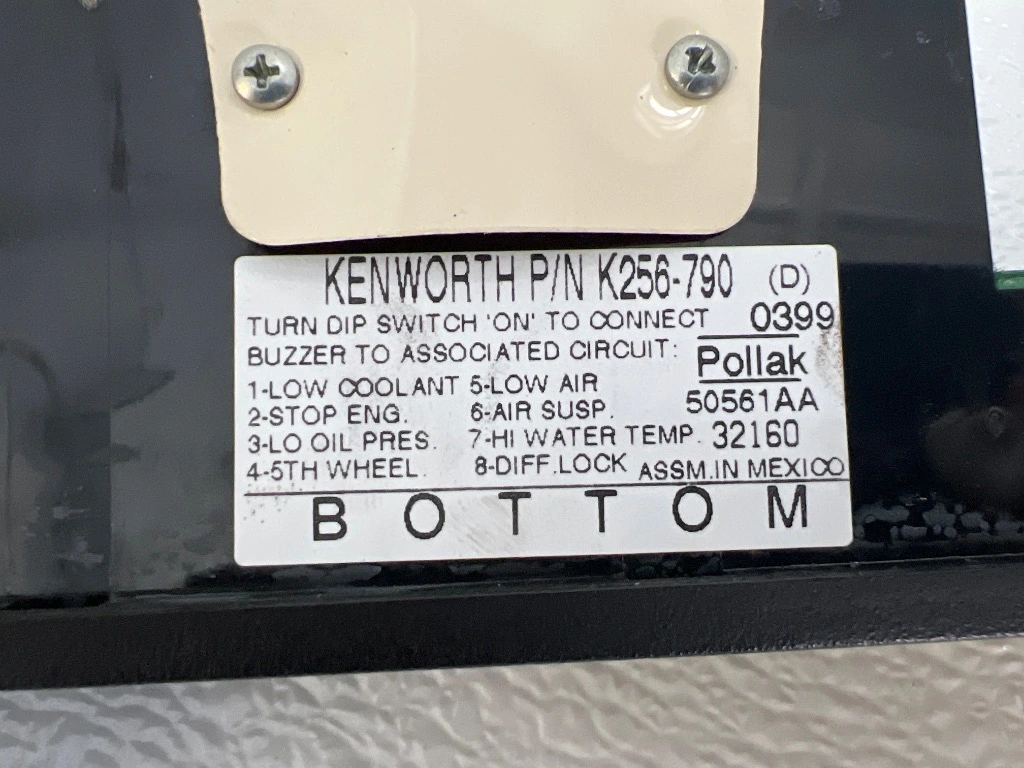 KENWORTH P/N K256-790 (D)
TURN DIP SWITCH 'ON' TO CONNECT 0399
BUZZER TO ASSOCIATED CIRCUIT: Pollak
1-LOW COOLANT 5-LOW AIR 50561AA
2-STOP ENG. 6-AIR SUSP.
3-LO OIL PRES. 7-HI WATER TEMP. 32160
4-5TH WHEEL. 8-DIFF.LOCK ASSM.IN MEXICO
BOTTOM